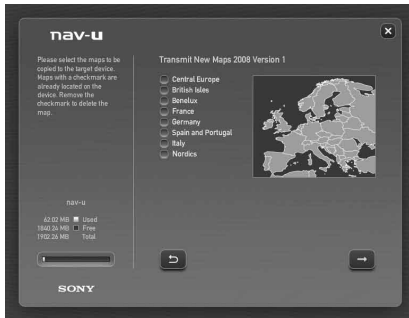 nav-u
Please select the maps to be
copied to the target device.
Maps with a checkmark are
already located on the
device. Remove the
checkmark to delete the
map.
Transmit New Maps 2008 Version 1
Central Europe
British Isles
Benelux
France
Germany
Spain and Portugal
Italy
Nordics
nav-u
62.02 MB Used
1840.24 MB Free
1902.26 MB Total
SONY